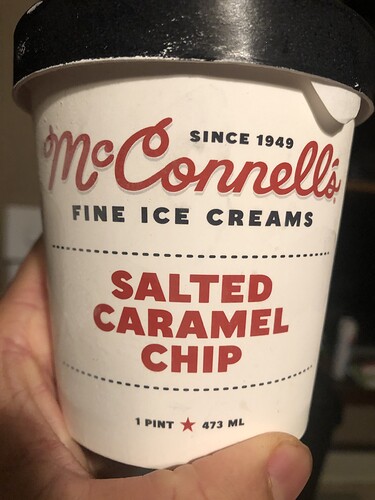 SINCE 1949
McConnell's
FINE ICE CREAMS
SALTED
CARAMEL
CHIP
1 PINT ★ 473 ML